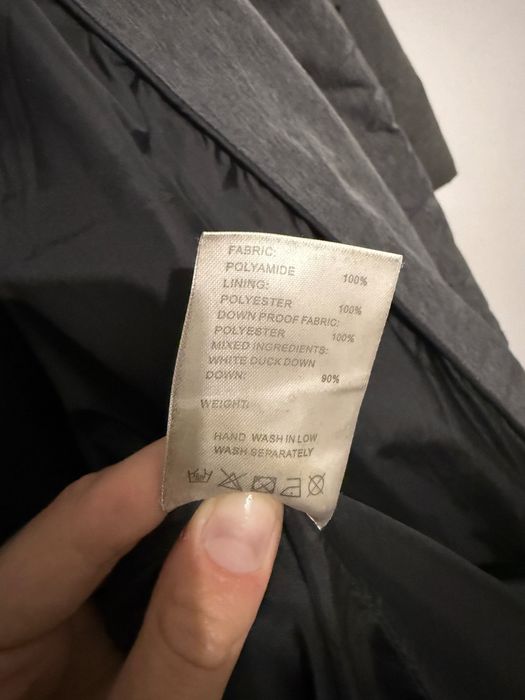 FABRIC:
POLYAMIDE 100%
LINING:
POLYESTER 100%
DOWN PROOF FABRIC:
POLYESTER 100%
MIXED INGREDIENTS:
WHITE DUCK DOWN
DOWN: 90%
WEIGHT:
HAND WASH IN LOW
WASH SEPARATELY